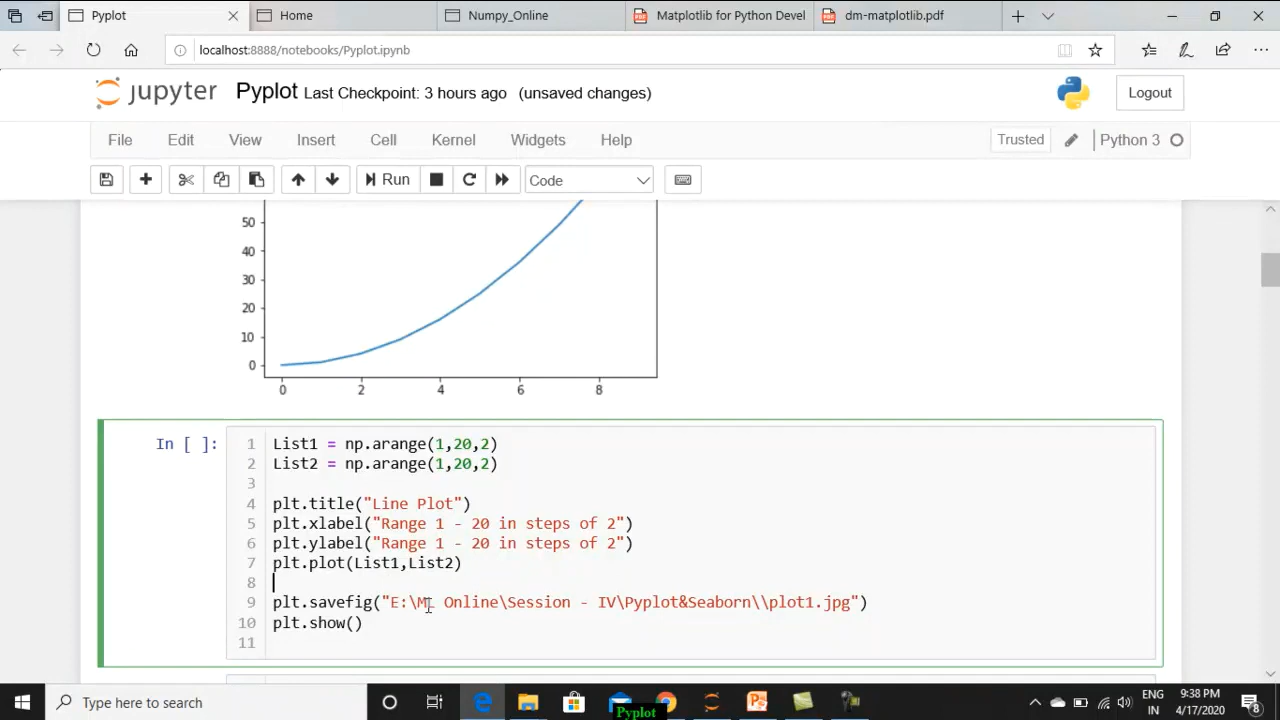 Pyplot
Home
Numpy_Online
Matplotlib for Python Devel
dm-matplotlib.pdf
localhost:8888/notebooks/Pyplot.ipynb
jupyter Pyplot Last Checkpoint: 3 hours ago (unsaved changes)
Logout
File Edit View Insert Cell Kernel Widgets Help
Trusted
Python 3
Run
Code
50
40
30
20
10
0
0 2 4 6 8
In [ ]:
1 List1 = np.arange(1,20,2)
2 List2 = np.arange(1,20,2)
3
4 plt.title("Line Plot")
5 plt.xlabel("Range 1 - 20 in steps of 2")
6 plt.ylabel("Range 1 - 20 in steps of 2")
7 plt.plot(List1,List2)
8
9 plt.savefig("E:\ML Online\Session - IV\Pyplot&Seaborn\\plot1.jpg")
10 plt.show()
11
Type here to search
Pyplot
ENG
IN
9:38 PM
4/17/2020
8